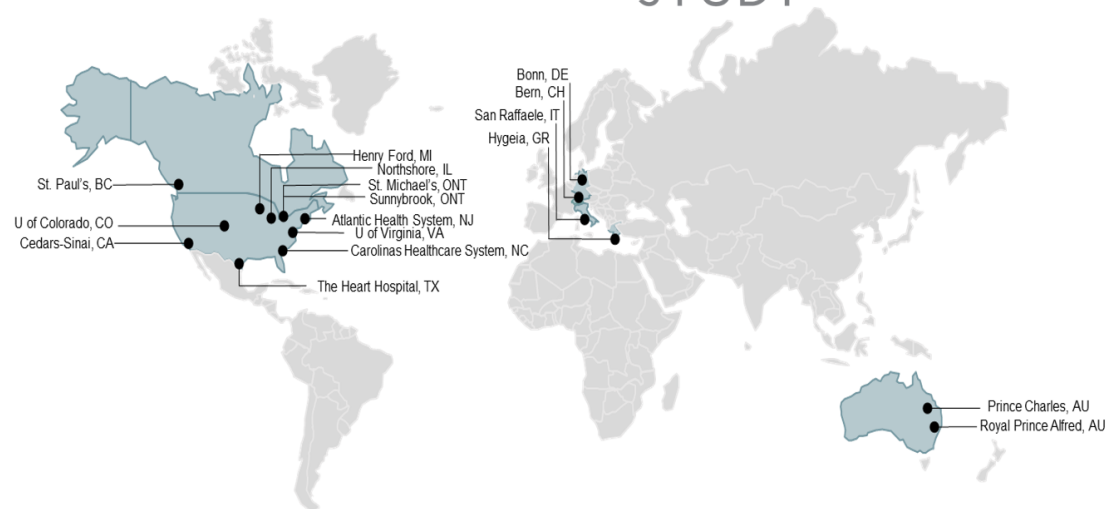 STUDY
Bonn, DE
Bern, CH
San Raffaele, IT
Hygeia, GR
Henry Ford, MI
Northshore, IL
St. Michael's, ONT
Sunnybrook, ONT
St. Paul's, BC
Atlantic Health System, NJ
U of Colorado, CO
U of Virginia, VA
Cedars-Sinai, CA
Carolinas Healthcare System, NC
The Heart Hospital, TX
Prince Charles, AU
Royal Prince Alfred, AU